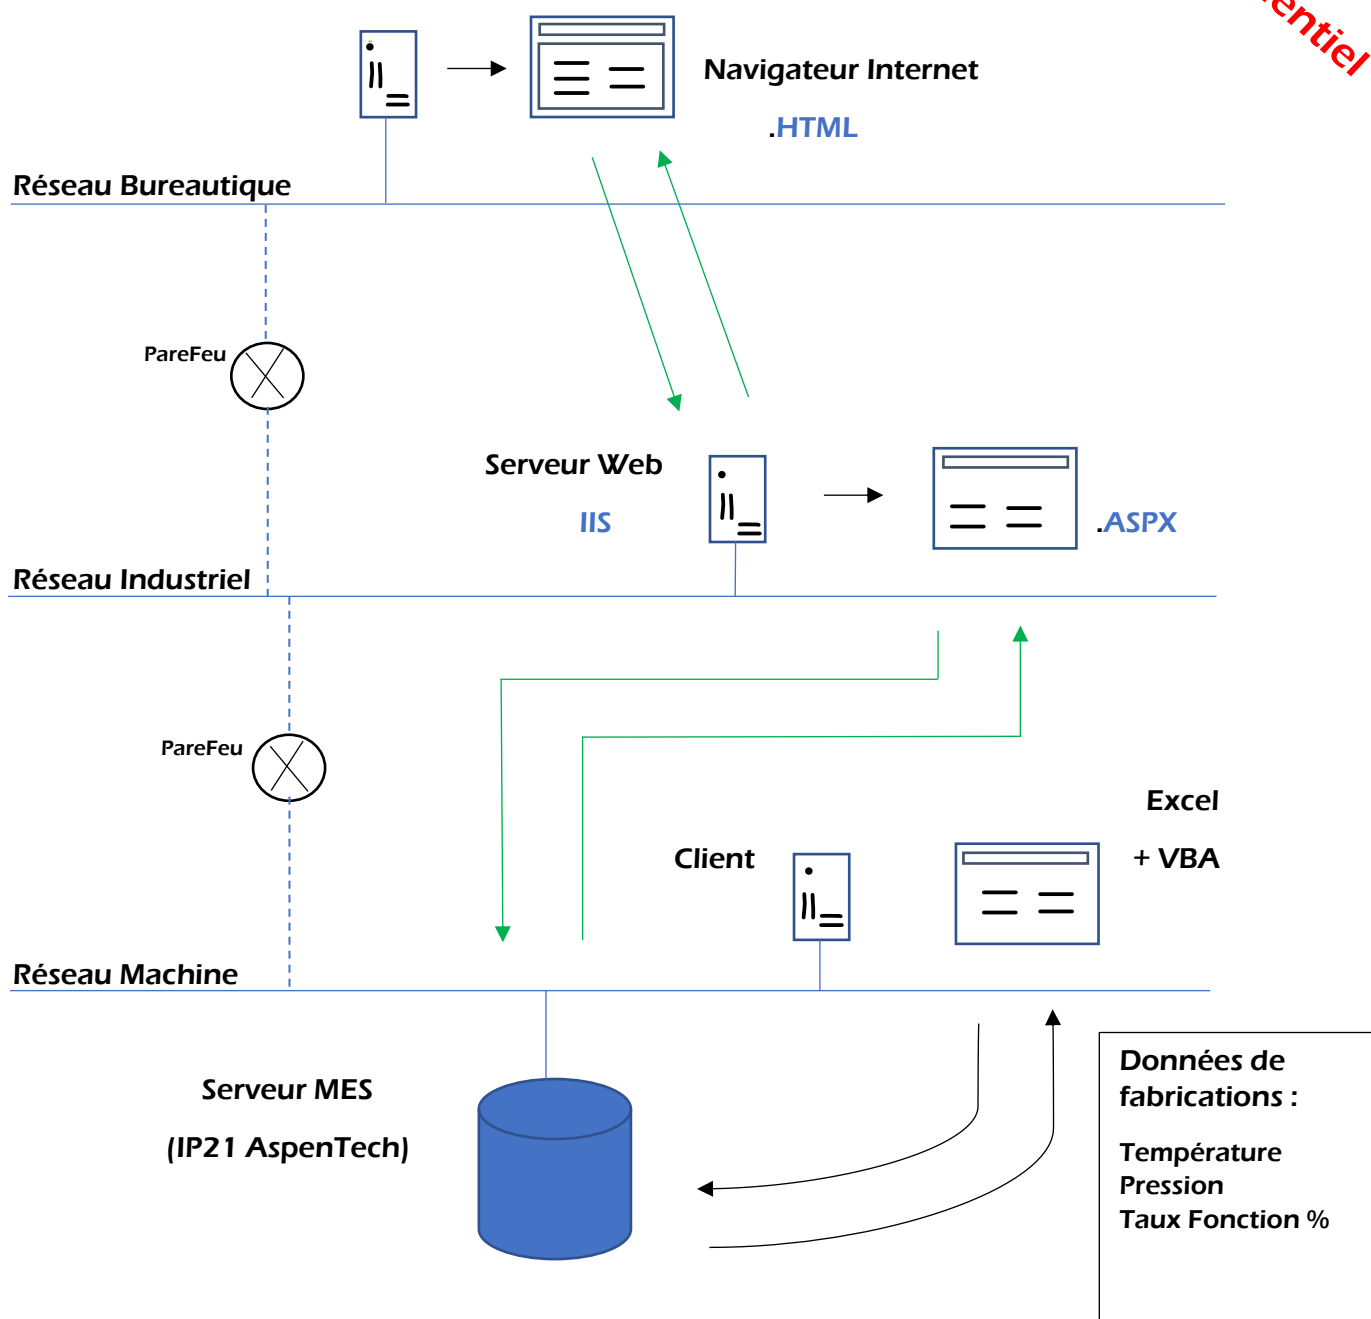 Navigateur Internet
.HTML
Réseau Bureautique
PareFeu
Serveur Web
IIS
.ASPX
Réseau Industriel
PareFeu
Excel
+ VBA
Client
Réseau Machine
Serveur MES
(IP21 AspenTech)
Données de
fabrications :
Température
Pression
Taux Fonction %